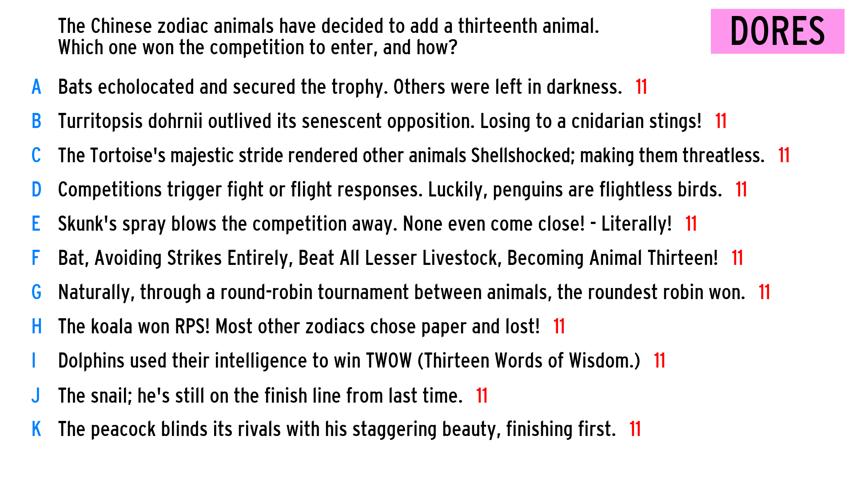 The Chinese zodiac animals have decided to add a thirteenth animal.
Which one won the competition to enter, and how?
DORES
A Bats echolocated and secured the trophy. Others were left in darkness. 11
B Turritopsis dohrnii outlived its senescent opposition. Losing to a cnidarian stings! 11
C The Tortoise's majestic stride rendered other animals Shellshocked; making them threatless. 11
D Competitions trigger fight or flight responses. Luckily, penguins are flightless birds. 11
E Skunk's spray blows the competition away. None even come close! - Literally! 11
F Bat, Avoiding Strikes Entirely, Beat All Lesser Livestock, Becoming Animal Thirteen! 11
G Naturally, through a round-robin tournament between animals, the roundest robin won. 11
H The koala won RPS! Most other zodiacs chose paper and lost! 11
I Dolphins used their intelligence to win TWOW (Thirteen Words of Wisdom.) 11
J The snail; he's still on the finish line from last time. 11
K The peacock blinds its rivals with his staggering beauty, finishing first. 11